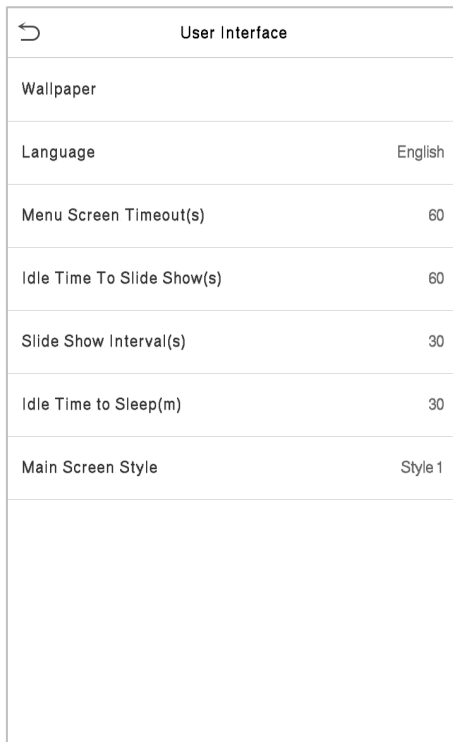 User Interface
Wallpaper
Language English
Menu Screen Timeout(s) 60
Idle Time To Slide Show(s) 60
Slide Show Interval(s) 30
Idle Time to Sleep(m) 30
Main Screen Style Style 1